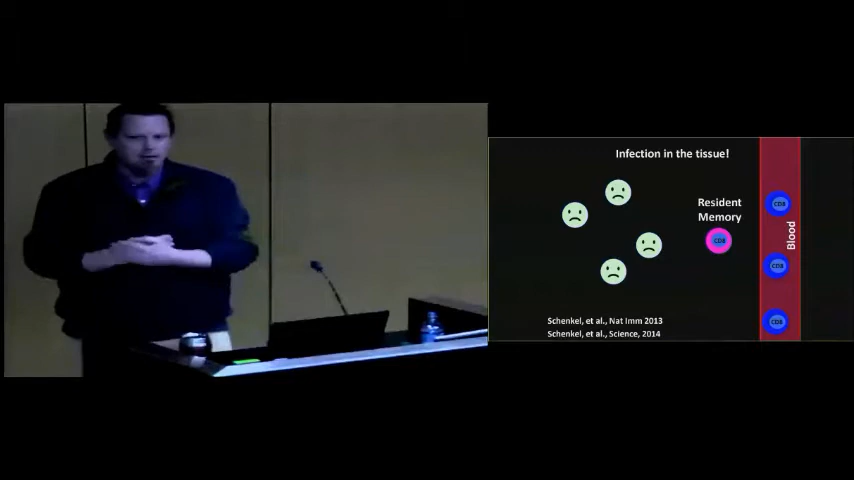 Infection in the tissue!
Resident
Memory
CD8
CD8
CD8
CD8
Blood
Schenkel, et al., Nat Imm 2013
Schenkel, et al., Science, 2014